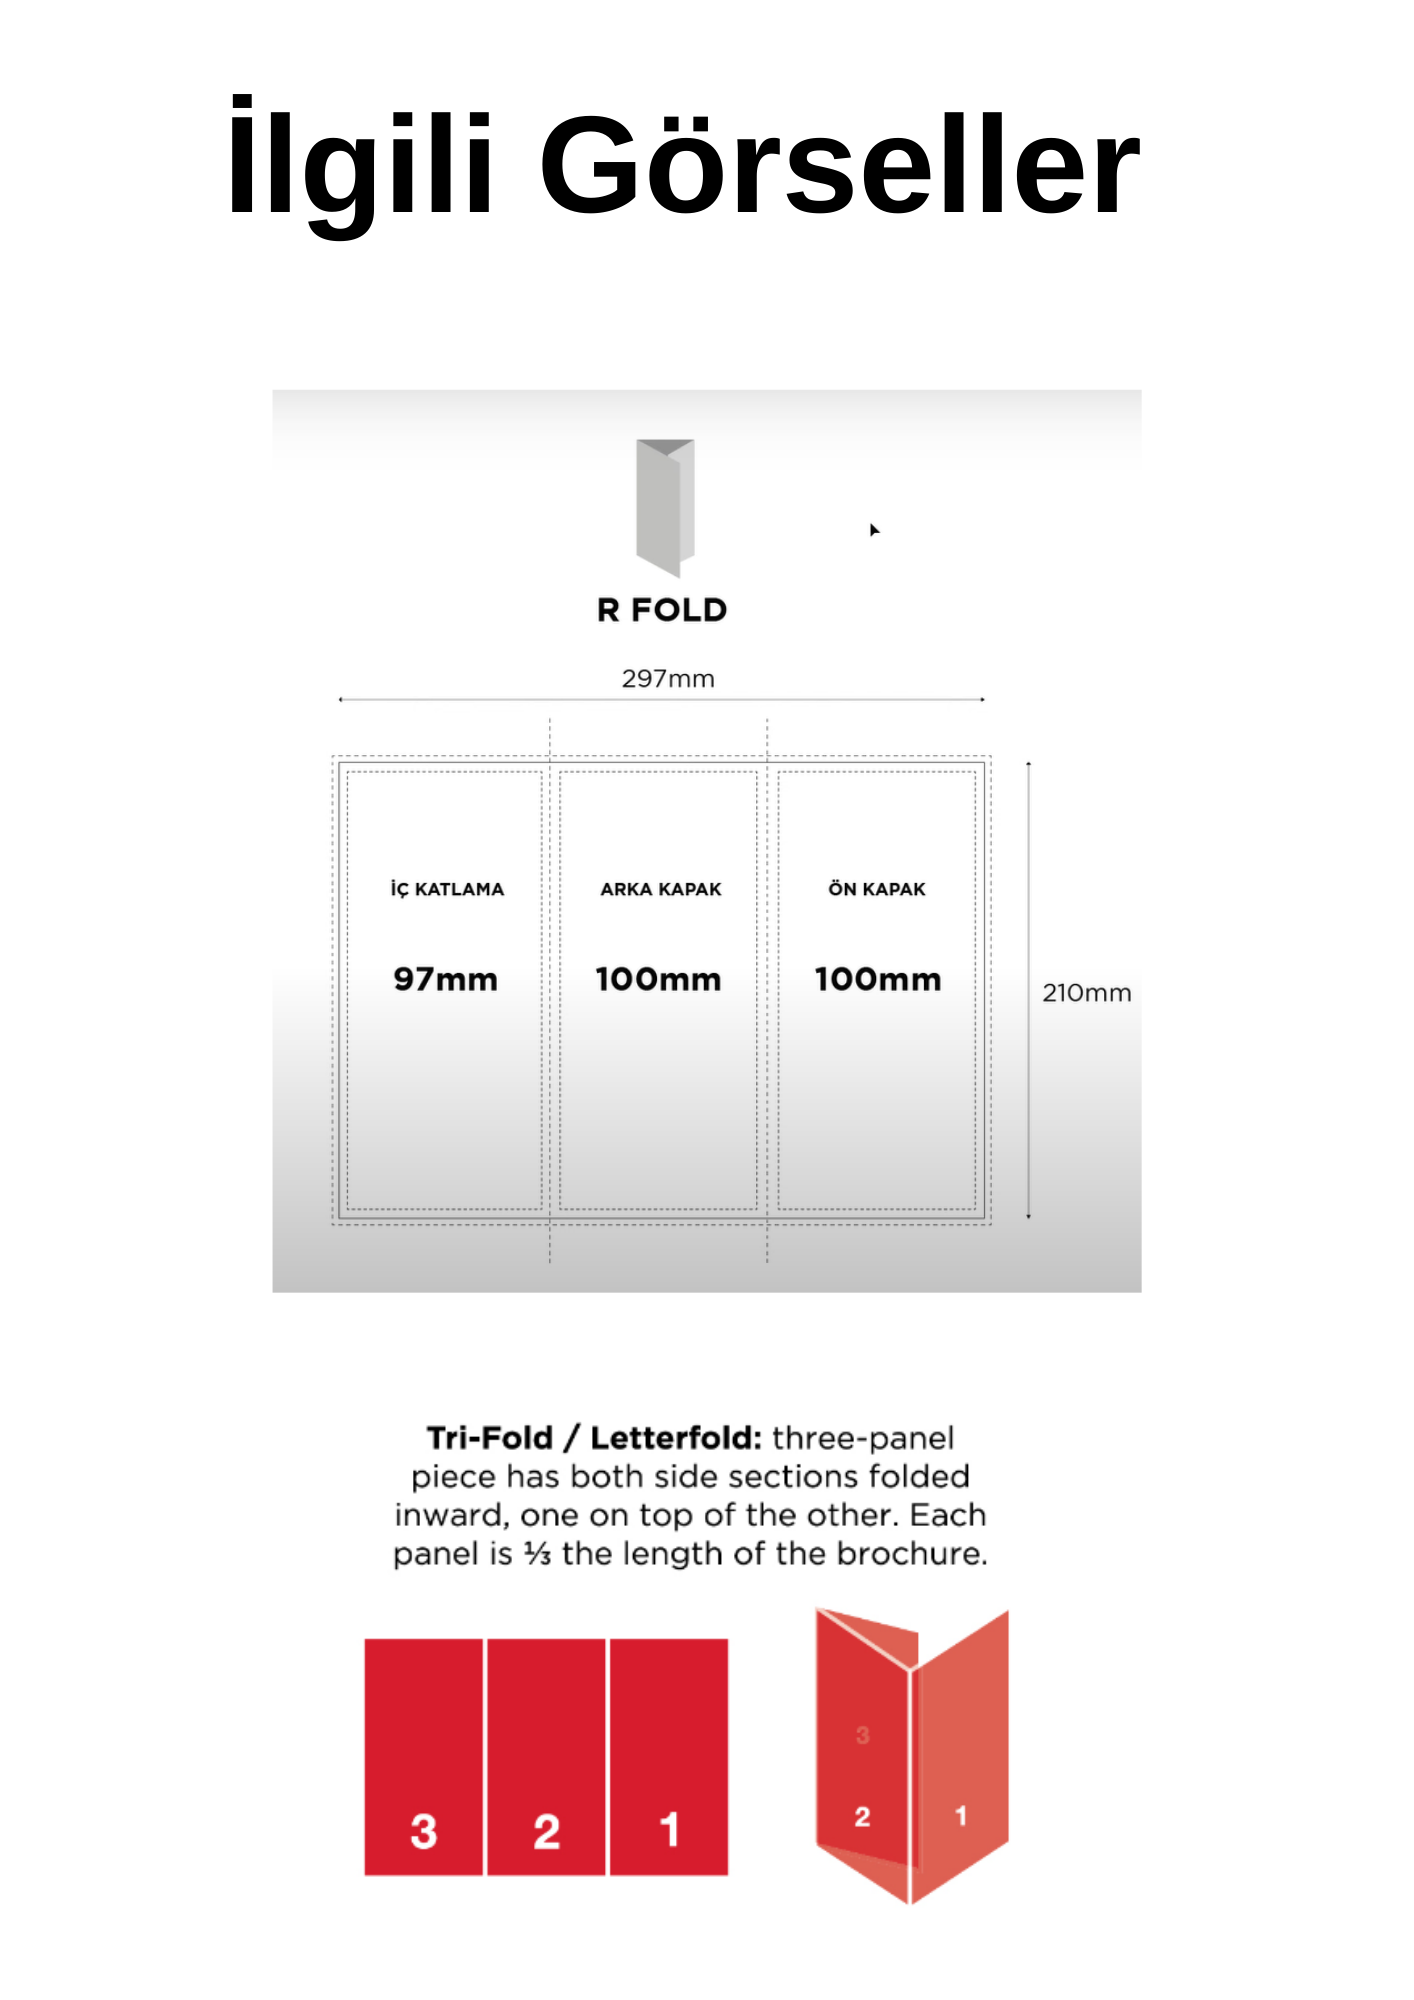 İlgili Görseller
R FOLD
297mm
İÇ KATLAMA
ARKA KAPAK
ÖN KAPAK
97mm
100mm
100mm
210mm
Tri-Fold / Letterfold: three-panel
piece has both side sections folded
inward, one on top of the other. Each
panel is ⅓ the length of the brochure.
3
2
1
3
2
1